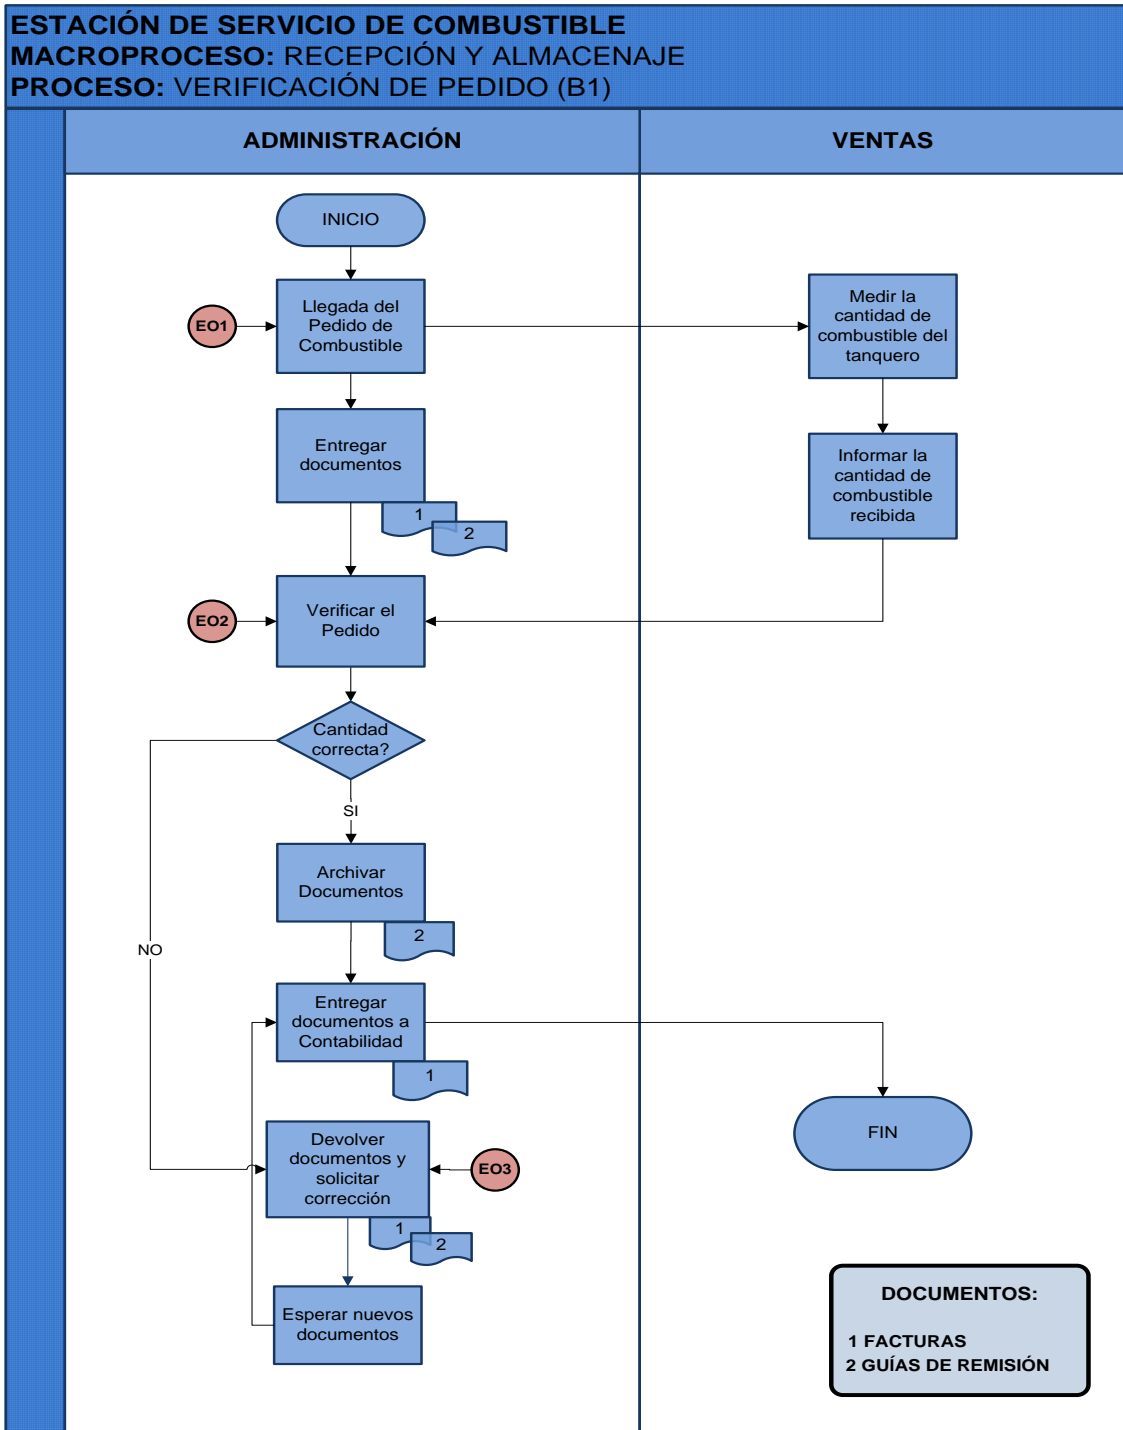 ESTACIÓN DE SERVICIO DE COMBUSTIBLE
MACROPROCESO: RECEPCIÓN Y ALMACENAJE
PROCESO: VERIFICACIÓN DE PEDIDO (B1)
ADMINISTRACIÓN
VENTAS
INICIO
EO1
Llegada del
Pedido de
Combustible
Medir la
cantidad de
combustible del
tanquero
Entregar
documentos
1
2
Informar la
cantidad de
combustible
recibida
EO2
Verificar el
Pedido
Cantidad
correcta?
SI
NO
Archivar
Documentos
2
Entregar
documentos a
Contabilidad
1
FIN
Devolver
documentos y
solicitar
corrección
EO3
1
2
Esperar nuevos
documentos
DOCUMENTOS:
1 FACTURAS
2 GUÍAS DE REMISIÓN